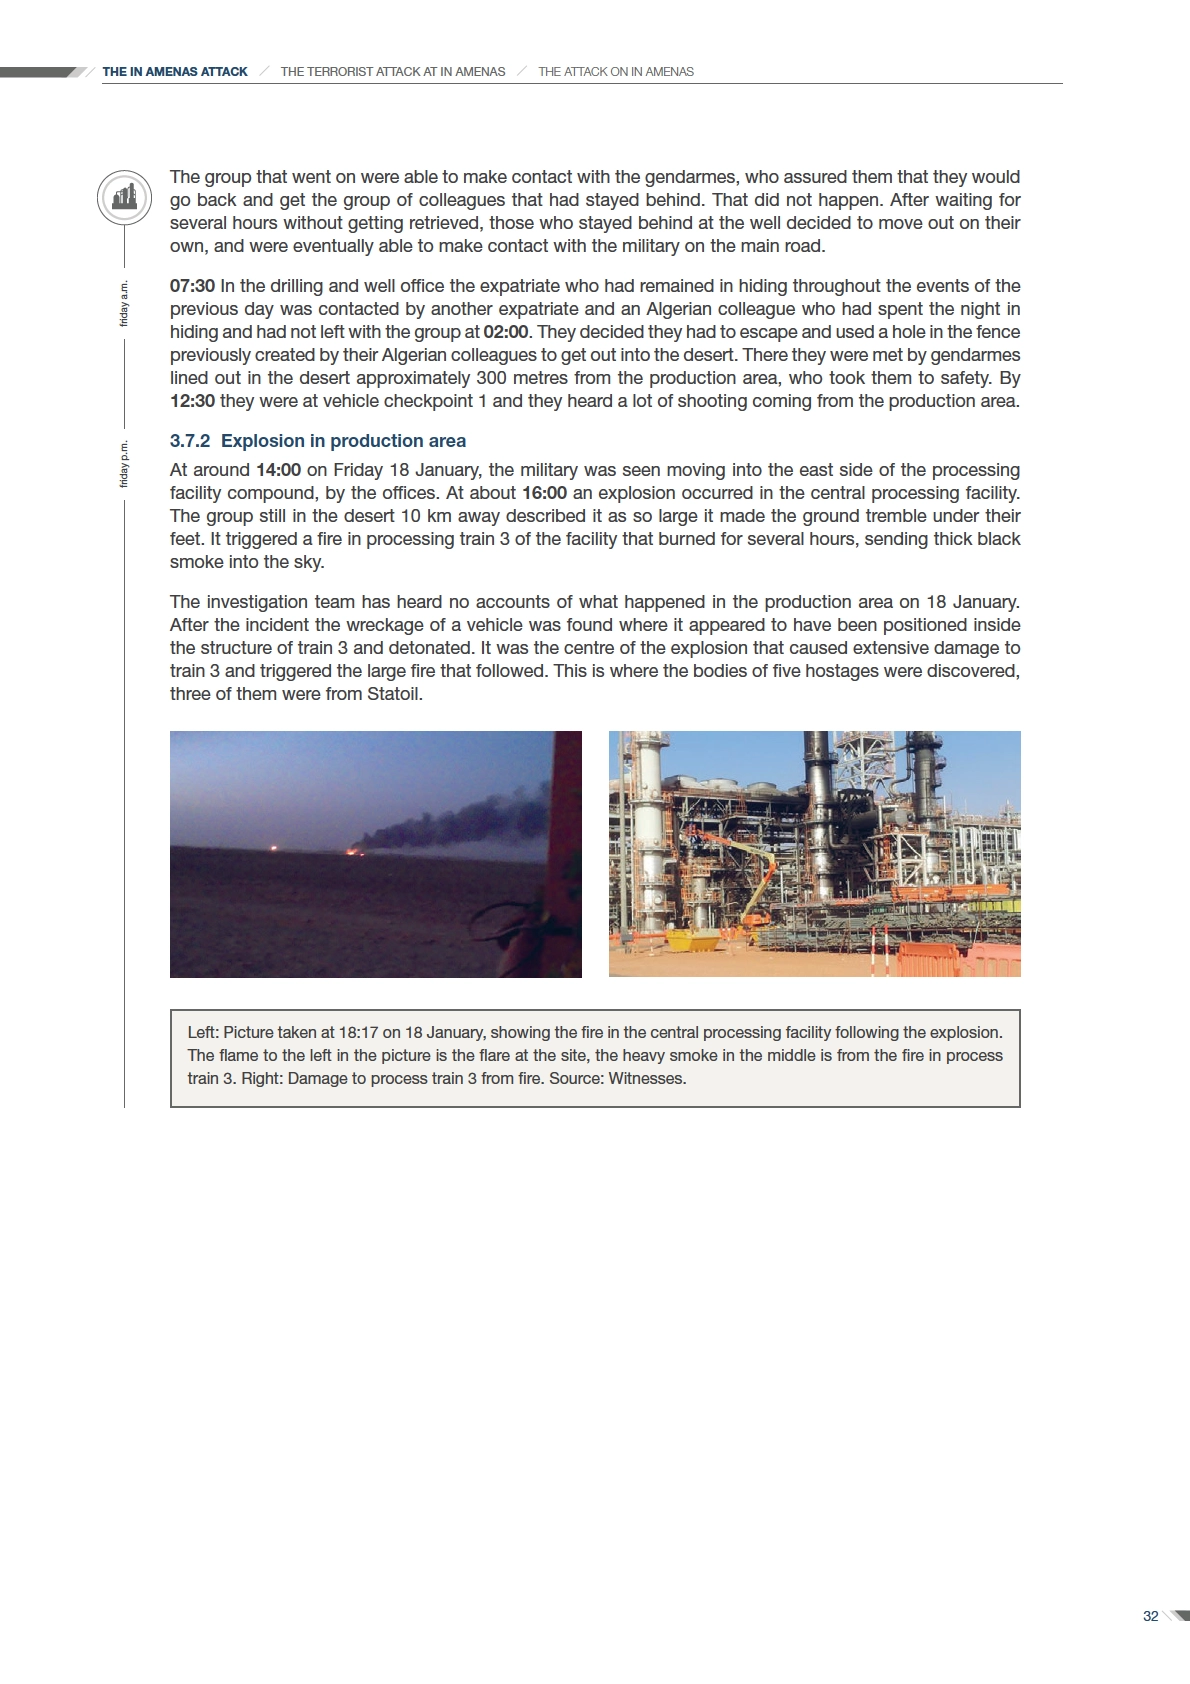 THE IN AMENAS ATTACK / THE TERRORIST ATTACK AT IN AMENAS / THE ATTACK ON IN AMENAS
The group that went on were able to make contact with the gendarmes, who assured them that they would
go back and get the group of colleagues that had stayed behind. That did not happen. After waiting for
several hours without getting retrieved, those who stayed behind at the well decided to move out on their
own, and were eventually able to make contact with the military on the main road.
friday a.m.
07:30 In the drilling and well office the expatriate who had remained in hiding throughout the events of the
previous day was contacted by another expatriate and an Algerian colleague who had spent the night in
hiding and had not left with the group at 02:00. They decided they had to escape and used a hole in the fence
previously created by their Algerian colleagues to get out into the desert. There they were met by gendarmes
lined out in the desert approximately 300 metres from the production area, who took them to safety. By
12:30 they were at vehicle checkpoint 1 and they heard a lot of shooting coming from the production area.
friday p.m.
3.7.2 Explosion in production area
At around 14:00 on Friday 18 January, the military was seen moving into the east side of the processing
facility compound, by the offices. At about 16:00 an explosion occurred in the central processing facility.
The group still in the desert 10 km away described it as so large it made the ground tremble under their
feet. It triggered a fire in processing train 3 of the facility that burned for several hours, sending thick black
smoke into the sky.
The investigation team has heard no accounts of what happened in the production area on 18 January.
After the incident the wreckage of a vehicle was found where it appeared to have been positioned inside
the structure of train 3 and detonated. It was the centre of the explosion that caused extensive damage to
train 3 and triggered the large fire that followed. This is where the bodies of five hostages were discovered,
three of them were from Statoil.
Left: Picture taken at 18:17 on 18 January, showing the fire in the central processing facility following the explosion.
The flame to the left in the picture is the flare at the site, the heavy smoke in the middle is from the fire in process
train 3. Right: Damage to process train 3 from fire. Source: Witnesses.
32